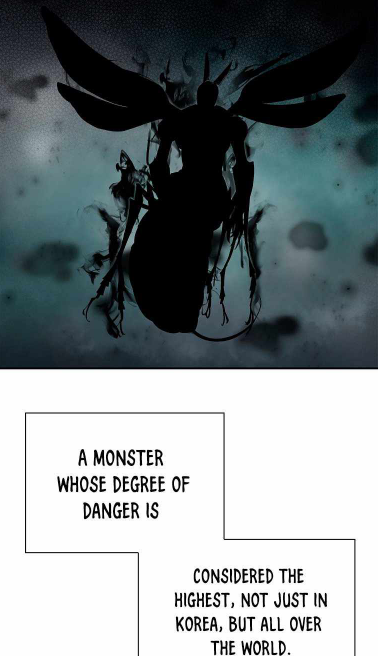 A MONSTER
WHOSE DEGREE OF
DANGER IS
CONSIDERED THE
HIGHEST, NOT JUST IN
KOREA, BUT ALL OVER
THE WORLD.